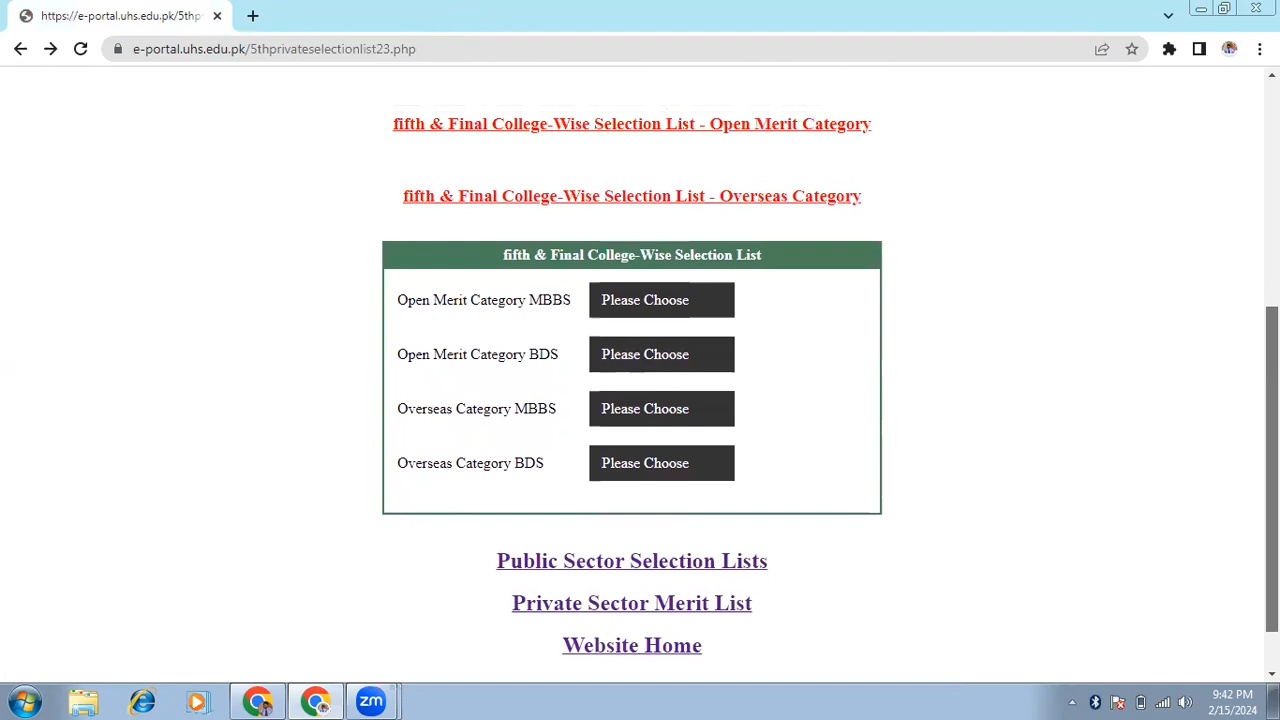 https://e-portal.uhs.edu.pk/5thp
e-portal.uhs.edu.pk/5thprivateselectionlist23.php
fifth & Final College-Wise Selection List - Open Merit Category
fifth & Final College-Wise Selection List - Overseas Category
fifth & Final College-Wise Selection List
Open Merit Category MBBS Please Choose
Open Merit Category BDS Please Choose
Overseas Category MBBS Please Choose
Overseas Category BDS Please Choose
Public Sector Selection Lists
Private Sector Merit List
Website Home
zm
9:42 PM
2/15/2024